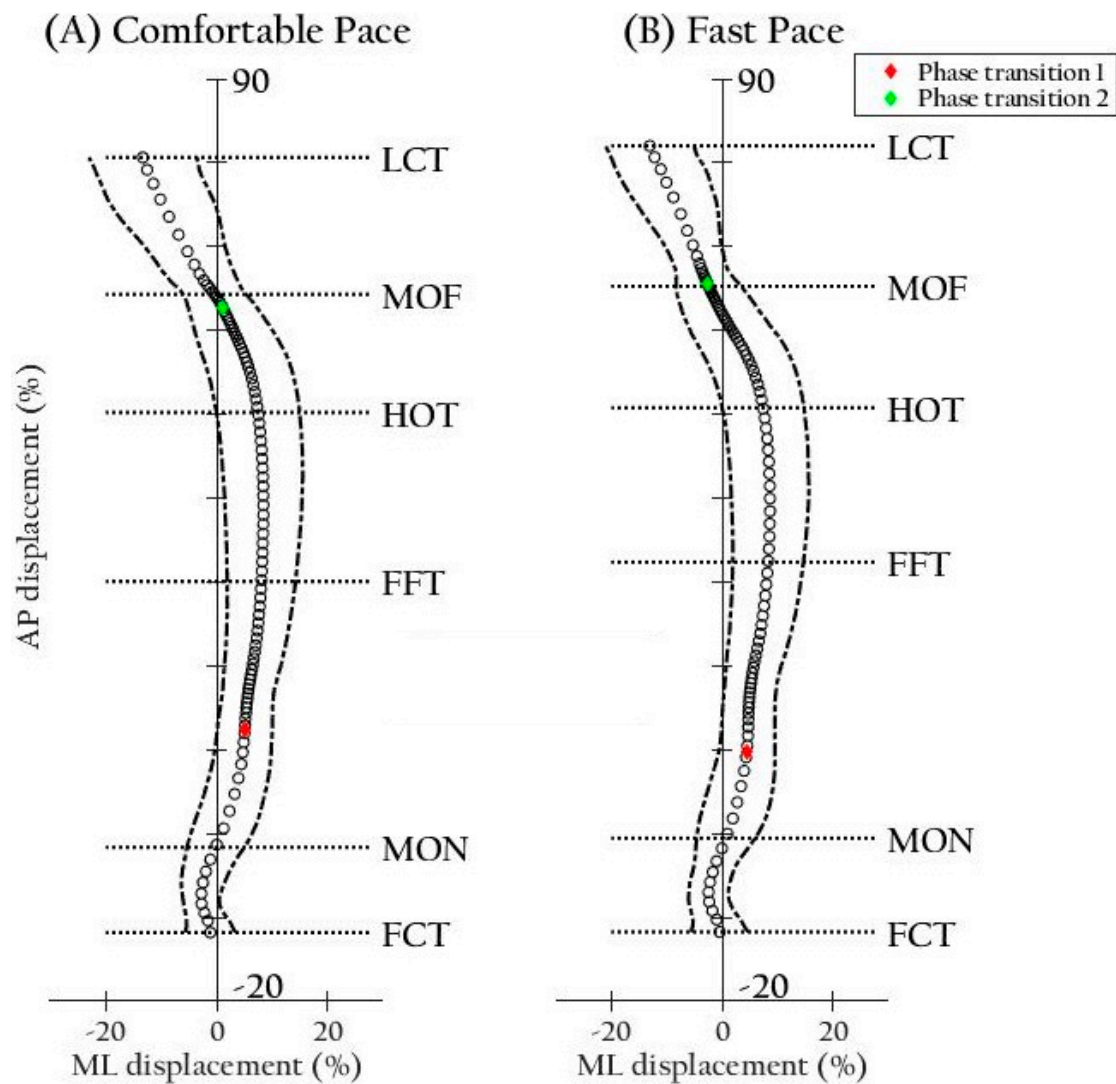 (A) Comfortable Pace
(B) Fast Pace
Phase transition 1
Phase transition 2
90
90
LCT
LCT
MOF
MOF
HOT
HOT
AP displacement (%)
FFT
FFT
MON
MON
FCT
FCT
-20
-20
-20 0 20
-20 0 20
ML displacement (%)
ML displacement (%)